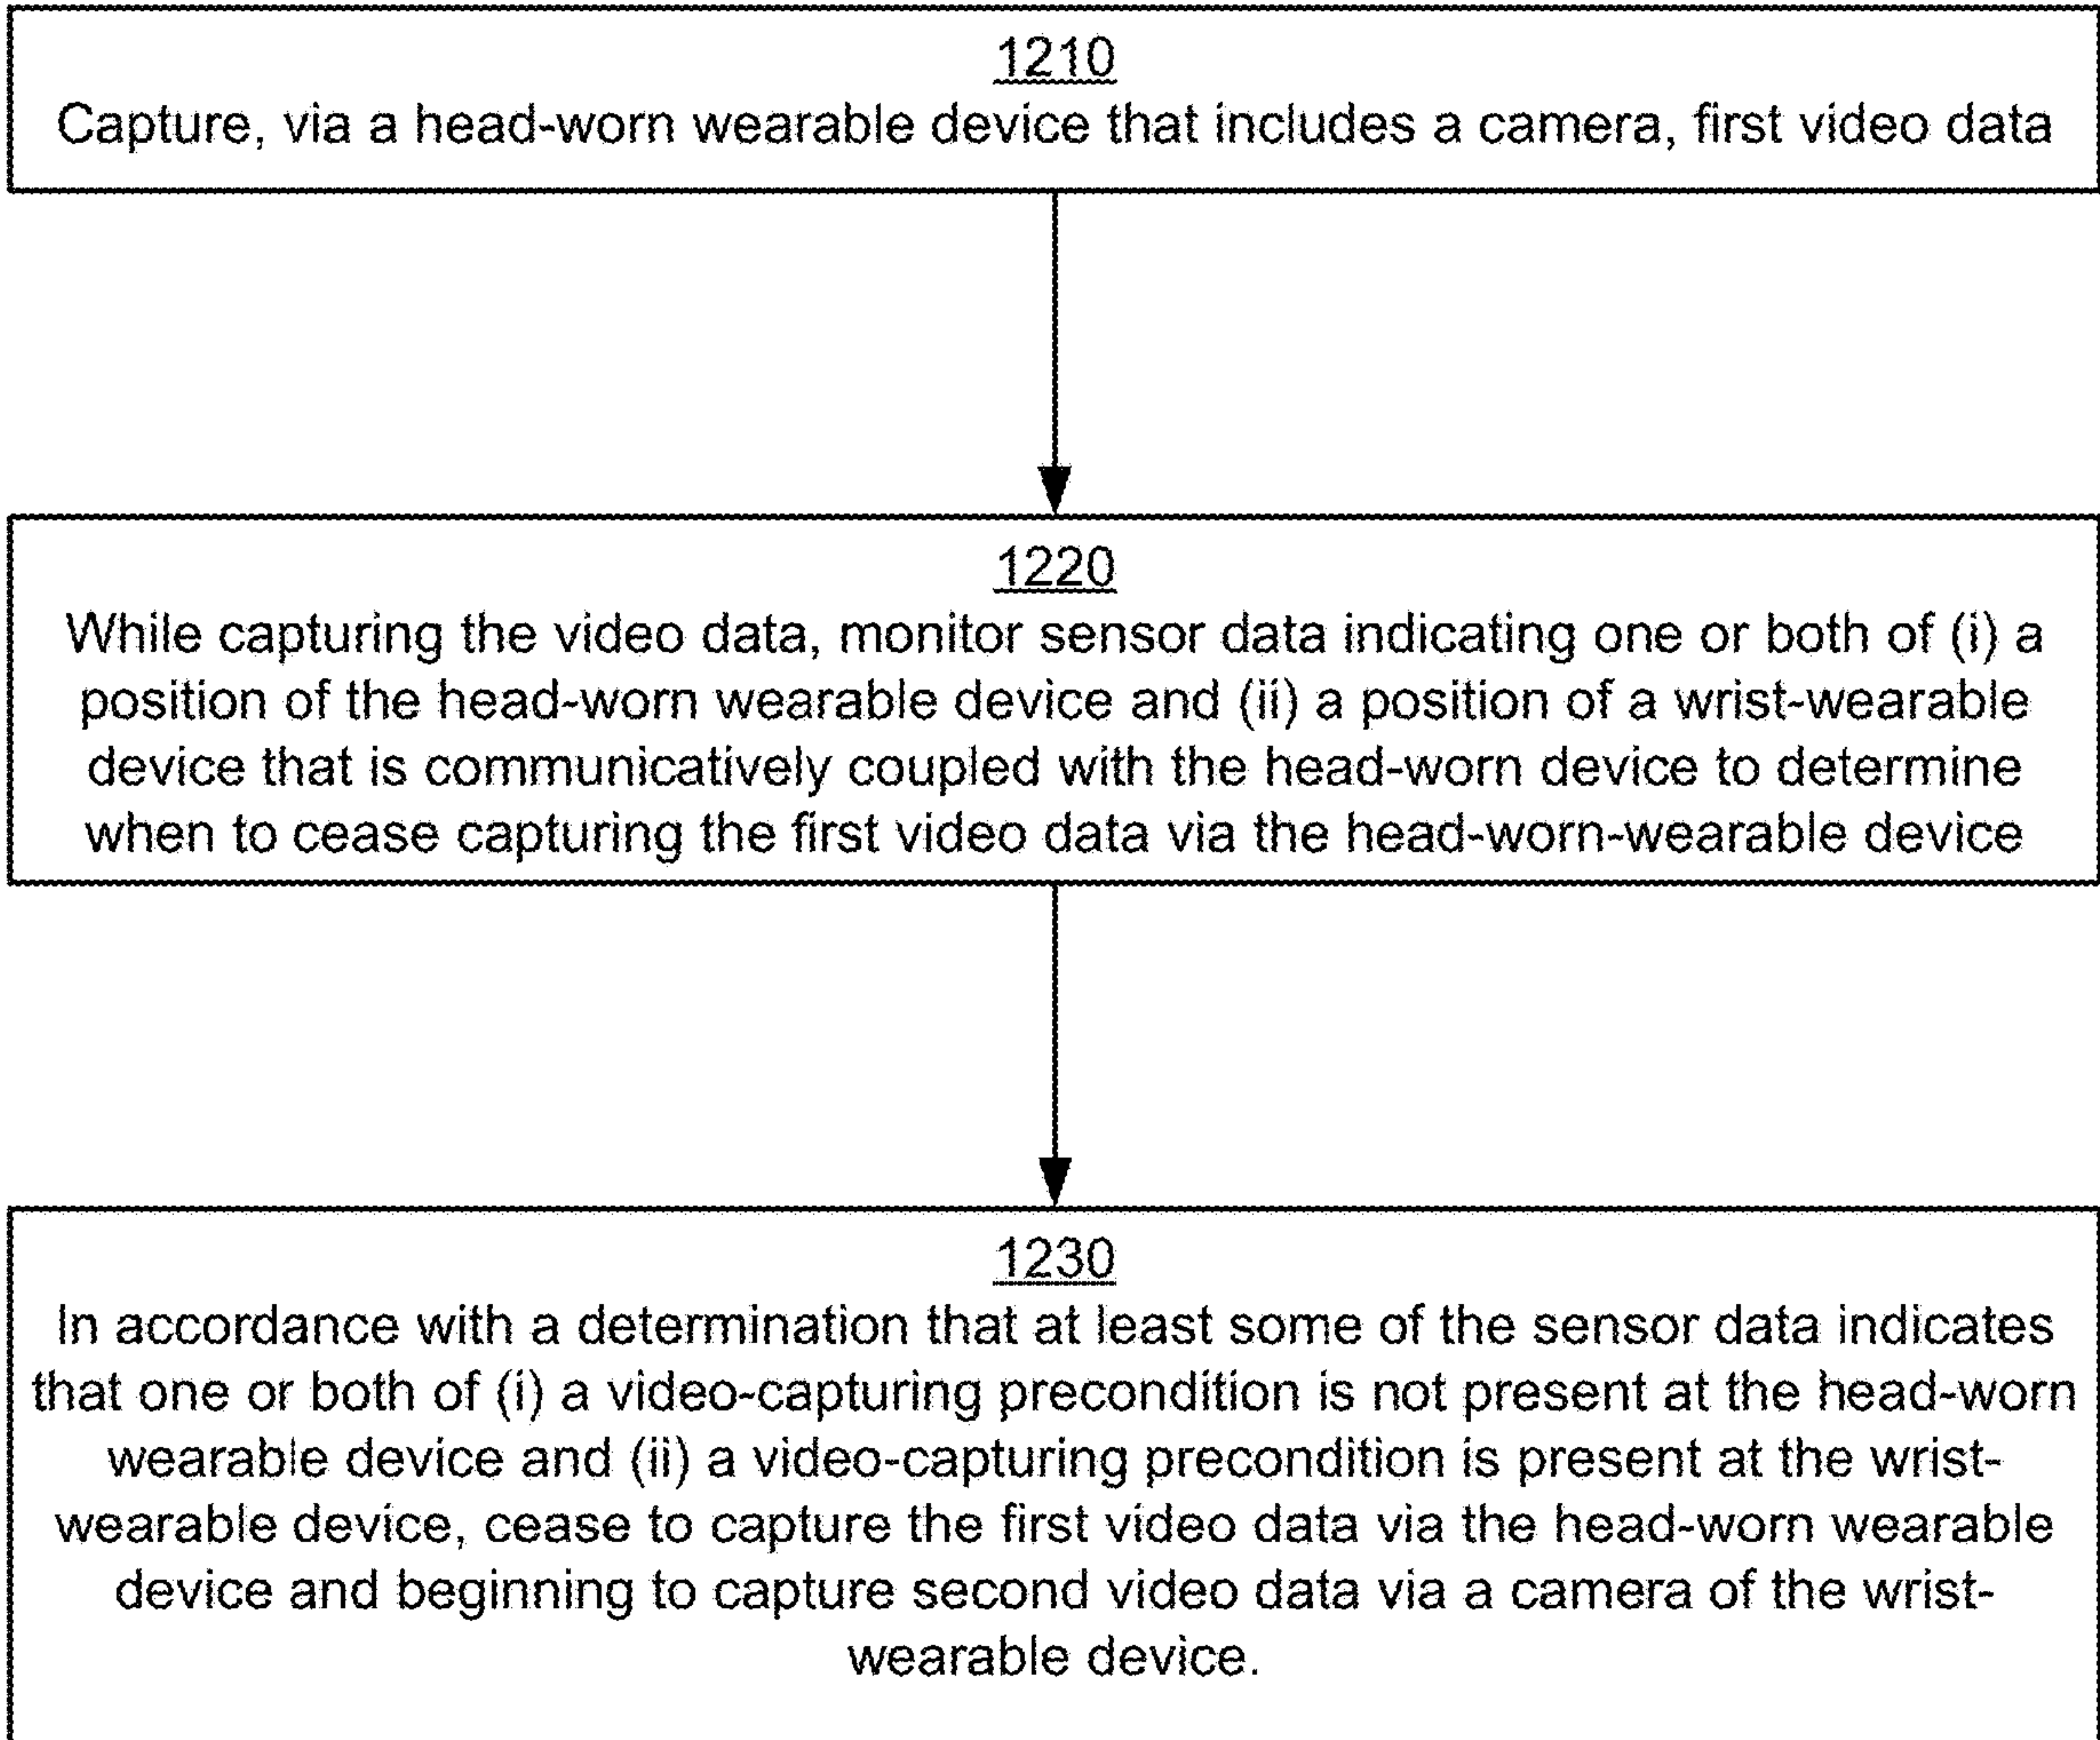 1210
Capture, via a head-worn wearable device that includes a camera, first video data
1220
While capturing the video data, monitor sensor data indicating one or both of (i) a
position of the head-worn wearable device and (ii) a position of a wrist-wearable
device that is communicatively coupled with the head-worn device to determine
when to cease capturing the first video data via the head-worn-wearable device
1230
In accordance with a determination that at least some of the sensor data indicates
that one or both of (i) a video-capturing precondition is not present at the head-worn
wearable device and (ii) a video-capturing precondition is present at the wrist-
wearable device, cease to capture the first video data via the head-worn wearable
device and beginning to capture second video data via a camera of the wrist-
wearable device.